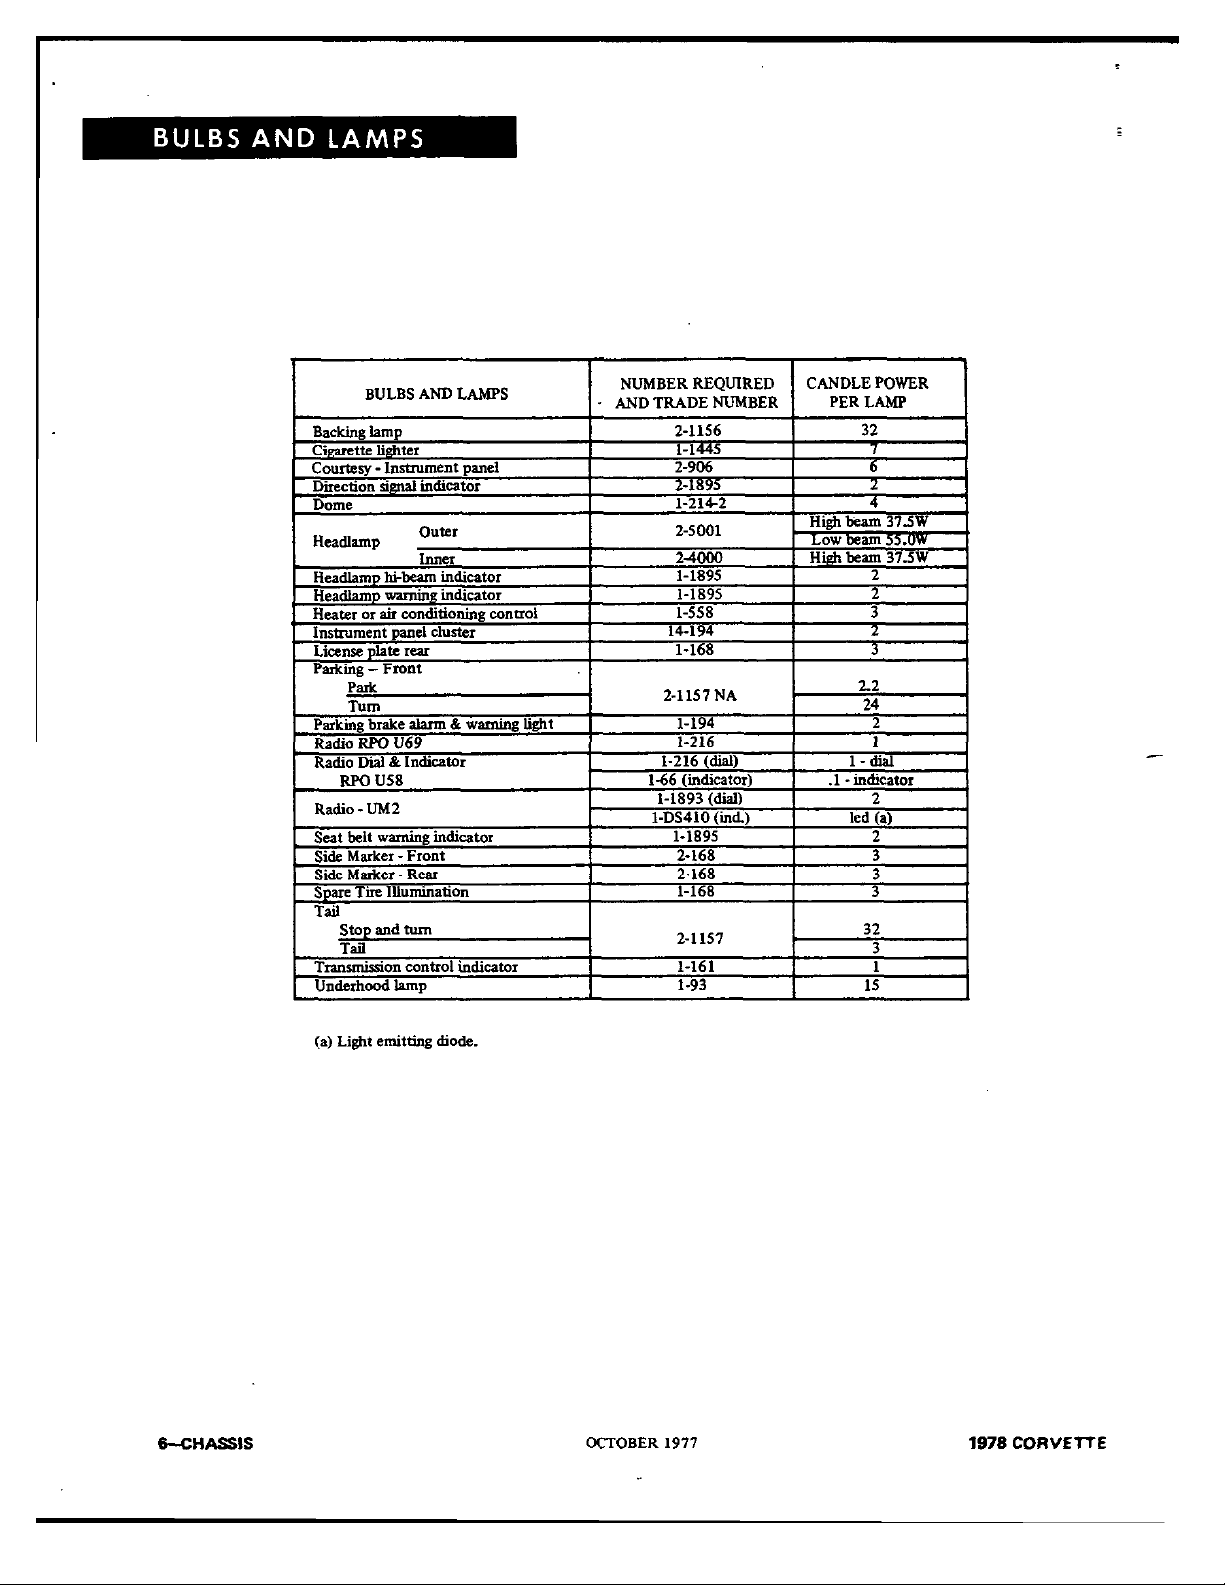 BULBS AND LAMPS
BULBS AND LAMPS NUMBER REQUIRED AND TRADE NUMBER CANDLE POWER PER LAMP
Backing lamp 2-1156 32
Cigarette lighter 1-1445 7
Courtesy - Instrument panel 2-906 6
Direction signal indicator 2-1895 2
Dome 1-214-2 4
Headlamp Outer 2-5001 High beam 37.5W
Low beam 55.0W
Inner 2-4000 High beam 37.5W
Headlamp hi-beam indicator 1-1895 2
Headlamp warning indicator 1-1895 2
Heater or air conditioning control 1-558 3
Instrument panel cluster 14-194 2
License plate rear 1-168 3
Parking – Front
Park 2-1157 NA 2.2
Turn 24
Parking brake alarm & warning light 1-194 2
Radio RPO U69 1-216 1
Radio Dial & Indicator 1-216 (dial) 1 - dial
RPO U58 1-66 (indicator) .1 - indicator
Radio - UM2 1-1893 (dial) 2
1-DS410 (ind.) led (a)
Seat belt warning indicator 1-1895 2
Side Marker - Front 2-168 3
Side Marker - Rear 2-168 3
Spare Tire Illumination 1-168 3
Tail
Stop and turn 2-1157 32
Tail 3
Transmission control indicator 1-161 1
Underhood lamp 1-93 15
(a) Light emitting diode.
6—CHASSIS OCTOBER 1977 1978 CORVETTE